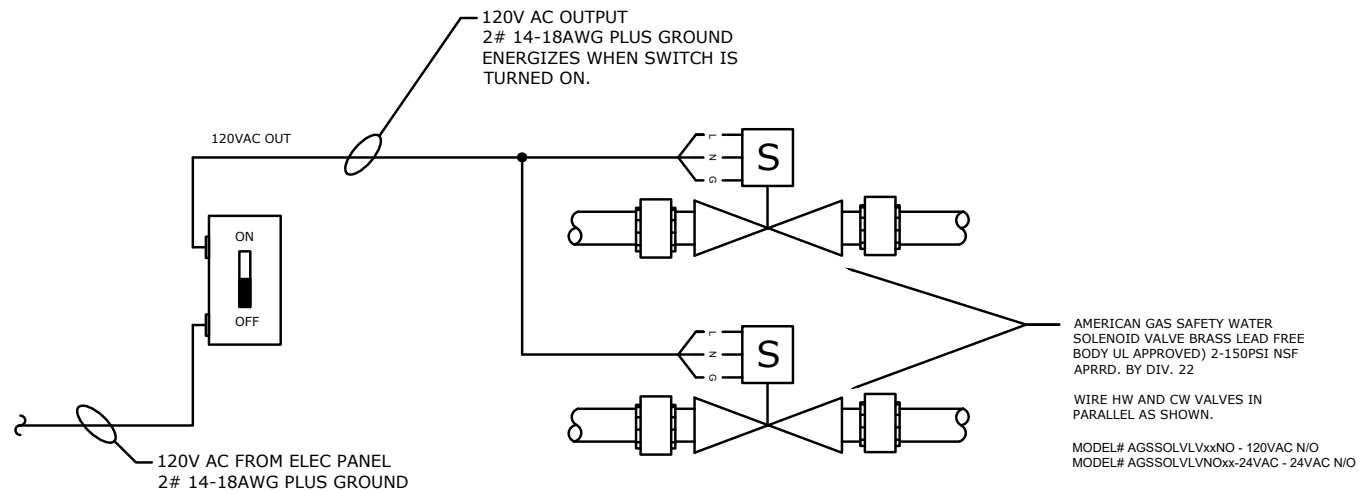 120V AC OUTPUT
2# 14-18AWG PLUS GROUND
ENERGIZES WHEN SWITCH IS
TURNED ON.
120VAC OUT
L
N
G
S
ON
OFF
L
N
G
S
AMERICAN GAS SAFETY WATER
SOLENOID VALVE BRASS LEAD FREE
BODY UL APPROVED) 2-150PSI NSF
APRRD. BY DIV. 22
WIRE HW AND CW VALVES IN
PARALLEL AS SHOWN.
MODEL# AGSSOLVLVxxNO - 120VAC N/O
MODEL# AGSSOLVLVNOxx-24VAC - 24VAC N/O
120V AC FROM ELEC PANEL
2# 14-18AWG PLUS GROUND